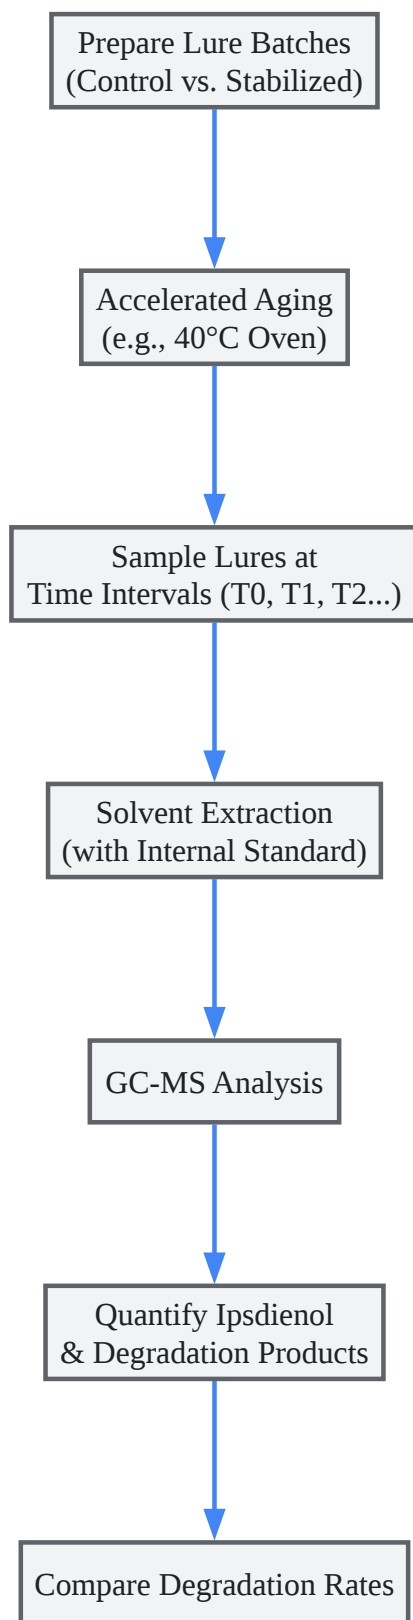 Prepare Lure Batches
(Control vs. Stabilized)
Accelerated Aging
(e.g., 40°C Oven)
Sample Lures at
Time Intervals (T0, T1, T2...)
Solvent Extraction
(with Internal Standard)
GC-MS Analysis
Quantify Ipsdienol
& Degradation Products
Compare Degradation Rates